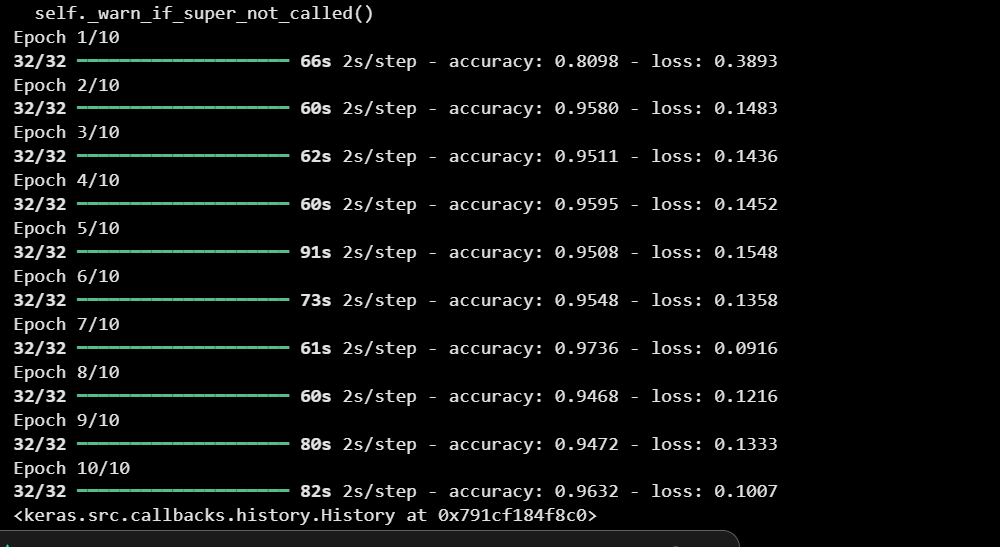 self._warn_if_super_not_called()
Epoch 1/10
32/32 ━━━━━━━━━━━━━━━━━━━━ 66s 2s/step - accuracy: 0.8098 - loss: 0.3893
Epoch 2/10
32/32 ━━━━━━━━━━━━━━━━━━━━ 60s 2s/step - accuracy: 0.9580 - loss: 0.1483
Epoch 3/10
32/32 ━━━━━━━━━━━━━━━━━━━━ 62s 2s/step - accuracy: 0.9511 - loss: 0.1436
Epoch 4/10
32/32 ━━━━━━━━━━━━━━━━━━━━ 60s 2s/step - accuracy: 0.9595 - loss: 0.1452
Epoch 5/10
32/32 ━━━━━━━━━━━━━━━━━━━━ 91s 2s/step - accuracy: 0.9508 - loss: 0.1548
Epoch 6/10
32/32 ━━━━━━━━━━━━━━━━━━━━ 73s 2s/step - accuracy: 0.9548 - loss: 0.1358
Epoch 7/10
32/32 ━━━━━━━━━━━━━━━━━━━━ 61s 2s/step - accuracy: 0.9736 - loss: 0.0916
Epoch 8/10
32/32 ━━━━━━━━━━━━━━━━━━━━ 60s 2s/step - accuracy: 0.9468 - loss: 0.1216
Epoch 9/10
32/32 ━━━━━━━━━━━━━━━━━━━━ 80s 2s/step - accuracy: 0.9472 - loss: 0.1333
Epoch 10/10
32/32 ━━━━━━━━━━━━━━━━━━━━ 82s 2s/step - accuracy: 0.9632 - loss: 0.1007
<keras.src.callbacks.history.History at 0x791cf184f8c0>